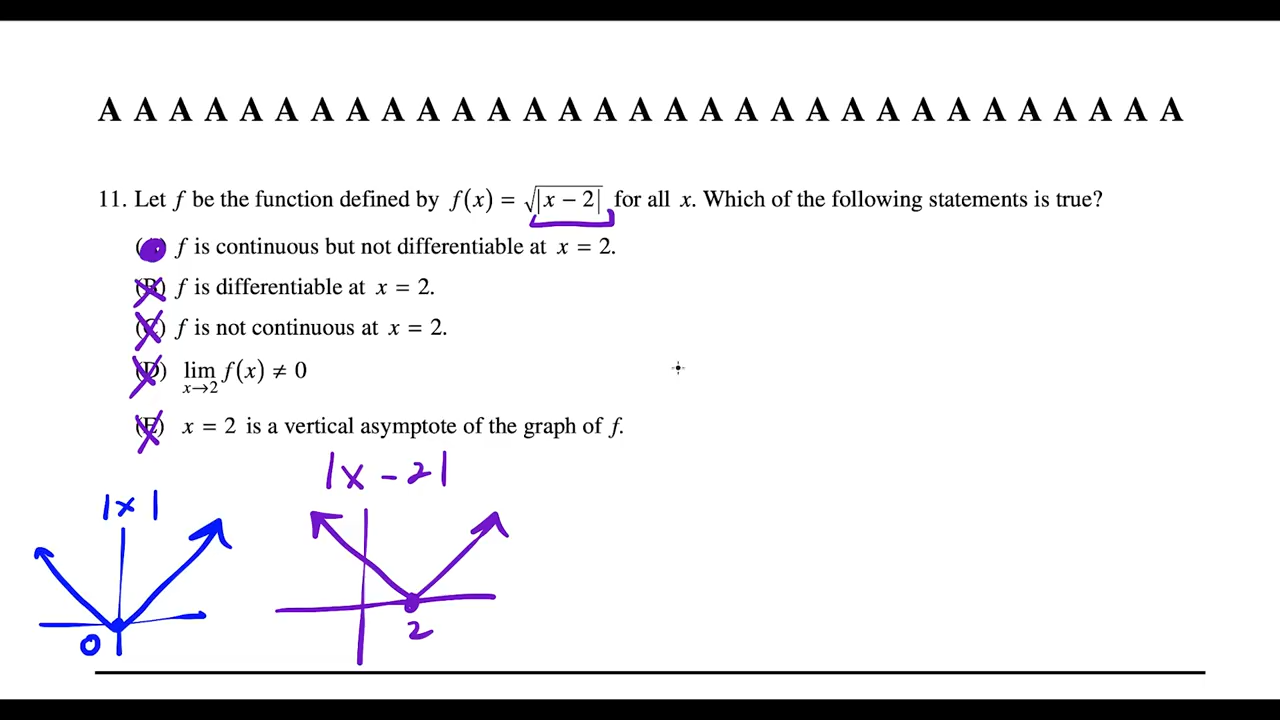 A A A A A A A A A A A A A A A A A A A A A A A A A A A A A A A
11. Let f be the function defined by f(x) = √|x − 2| for all x. Which of the following statements is true?
f is continuous but not differentiable at x = 2.
(B) f is differentiable at x = 2.
(C) f is not continuous at x = 2.
(D) lim x→2 f(x) ≠ 0
(E) x = 2 is a vertical asymptote of the graph of f.
|x - 2|
|x|
0
2